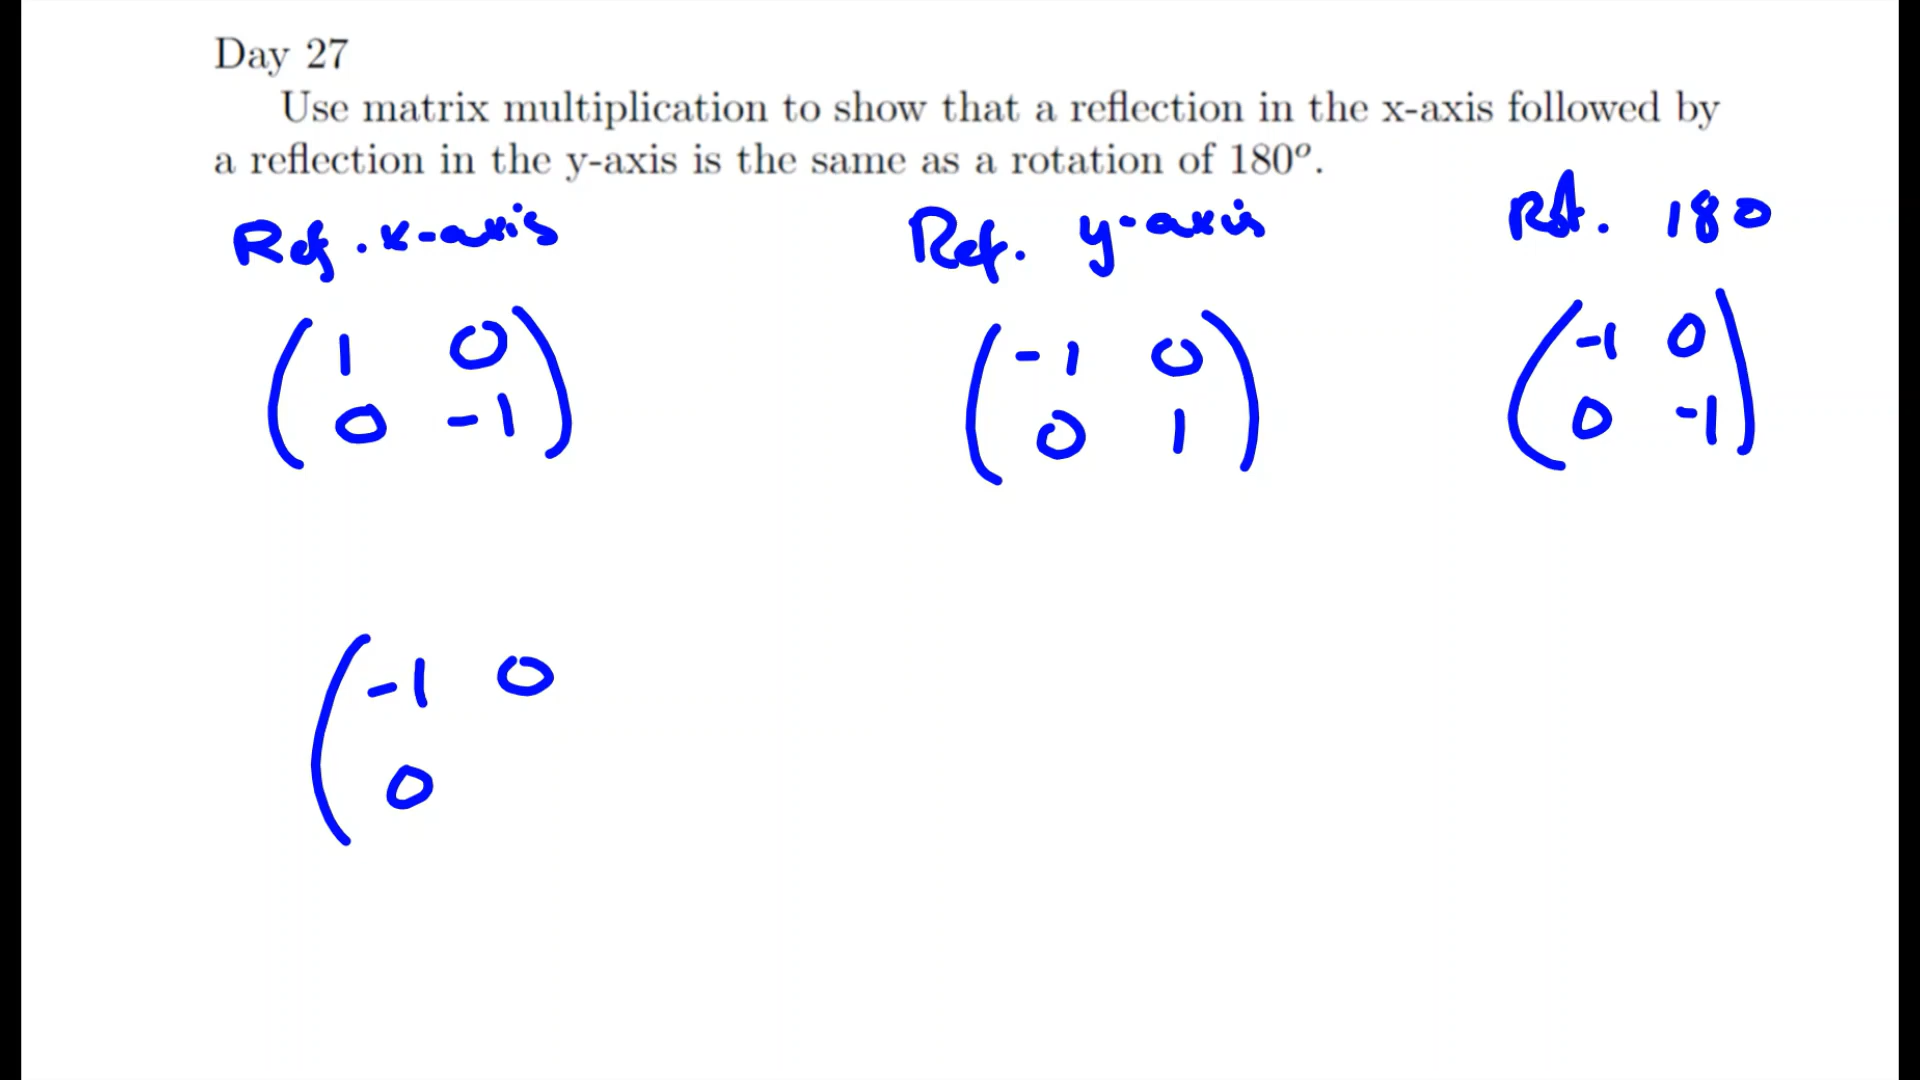 Day 27
Use matrix multiplication to show that a reflection in the x-axis followed by
a reflection in the y-axis is the same as a rotation of 180°.
Ref. x-axis Ref. y-axis Rot. 180
( 1 0 ) ( -1 0 ) ( -1 0 )
( 0 -1 ) ( 0 1 ) ( 0 -1 )
( -1 0
( 0